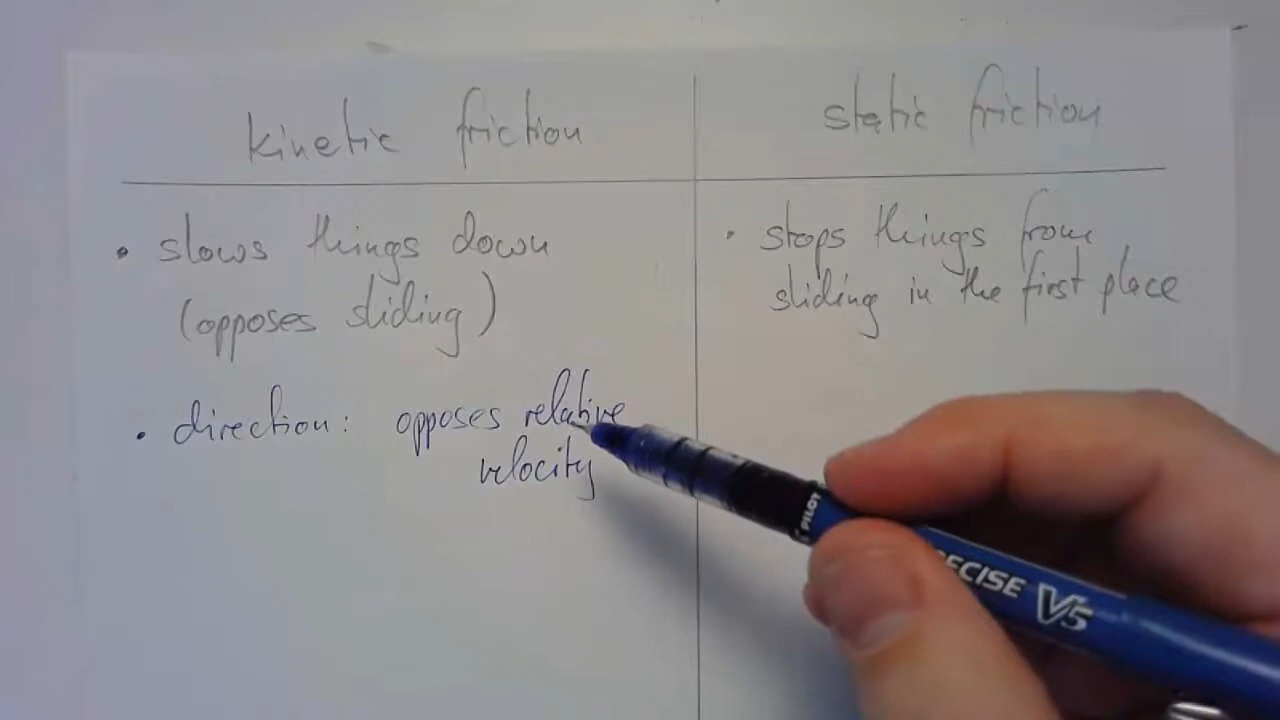 kinetic friction
static friction
• slows things down
(opposes sliding)
• direction: opposes relative
velocity
• stops things from
sliding in the first place
PILOT
PRECISE V5